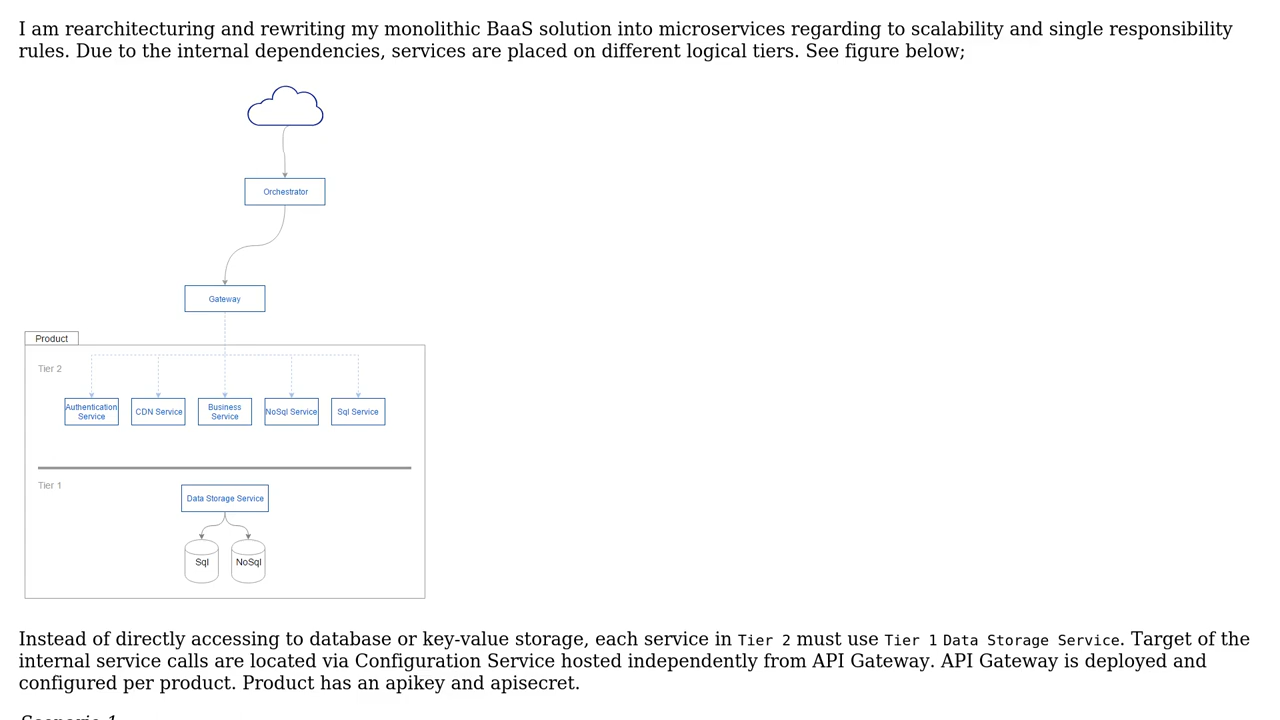 I am rearchitecturing and rewriting my monolithic BaaS solution into microservices regarding to scalability and single responsibility
rules. Due to the internal dependencies, services are placed on different logical tiers. See figure below;
Orchestrator
Gateway
Product
Tier 2
Authentication
Service
CDN Service
Business
Service
NoSql Service
Sql Service
Tier 1
Data Storage Service
Sql
NoSql
Instead of directly accessing to database or key-value storage, each service in Tier 2 must use Tier 1 Data Storage Service. Target of the
internal service calls are located via Configuration Service hosted independently from API Gateway. API Gateway is deployed and
configured per product. Product has an apikey and apisecret.
Scenario 1